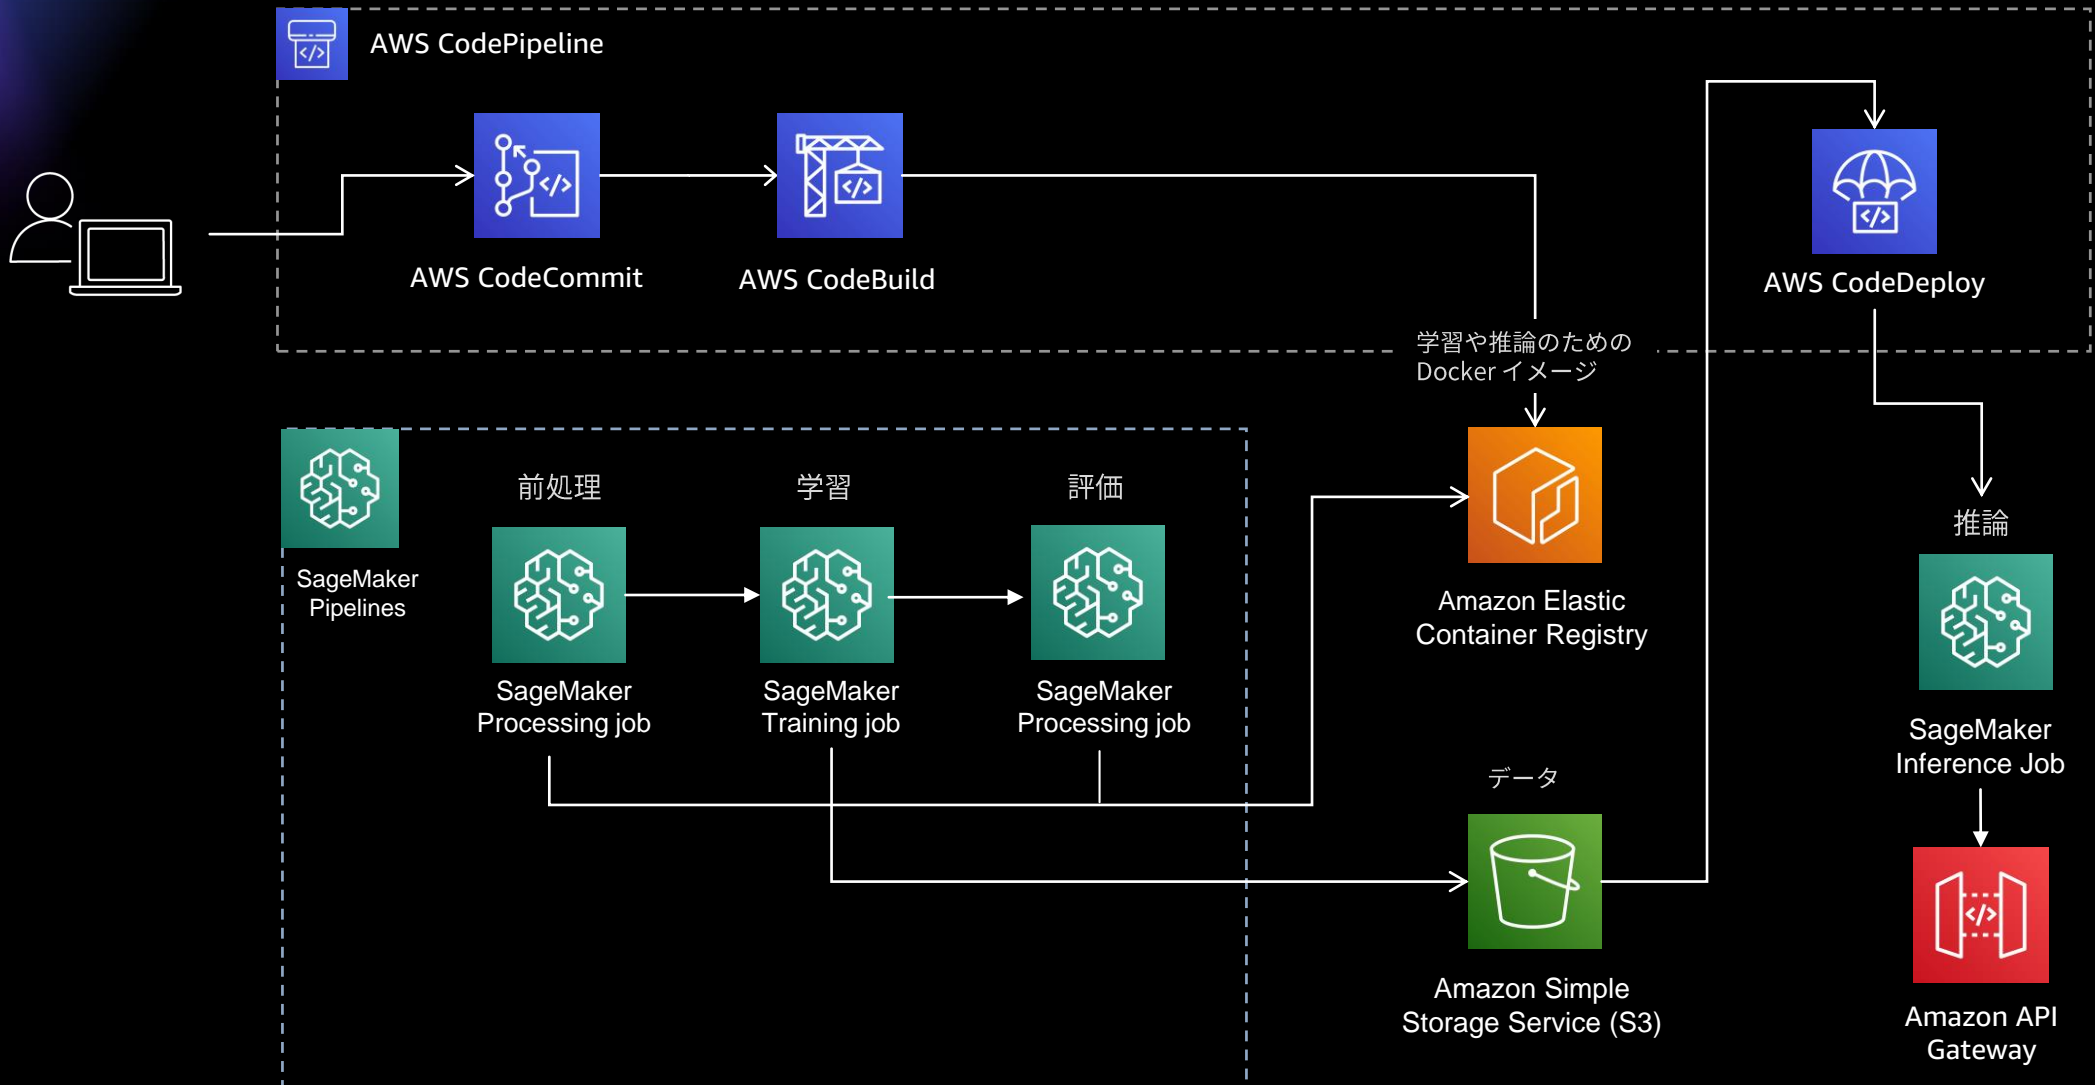 AWS CodePipeline
AWS CodeCommit
AWS CodeBuild
AWS CodeDeploy
学習や推論のための
Docker イメージ
SageMaker
Pipelines
前処理
学習
評価
SageMaker
Processing job
SageMaker
Training job
SageMaker
Processing job
Amazon Elastic
Container Registry
データ
Amazon Simple
Storage Service (S3)
推論
SageMaker
Inference Job
Amazon API
Gateway